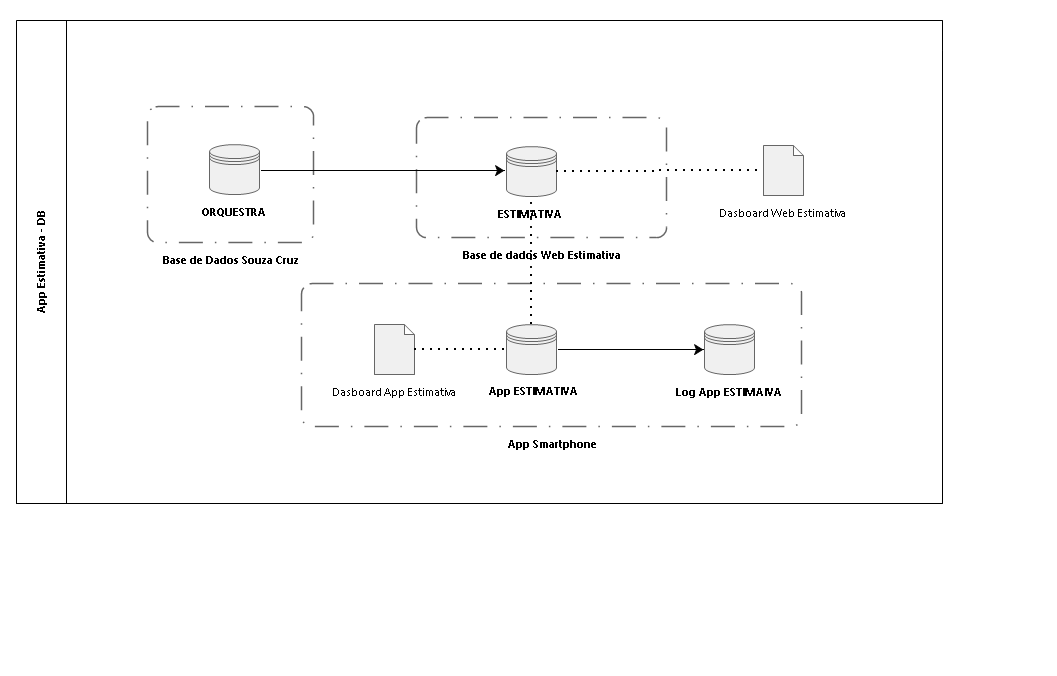 App Estimativa - DB
ORQUESTRA
Base de Dados Souza Cruz
ESTIMATIVA
Base de dados Web Estimativa
Dasboard Web Estimativa
Dasboard App Estimativa
App ESTIMATIVA
Log App ESTIMAIVA
App Smartphone